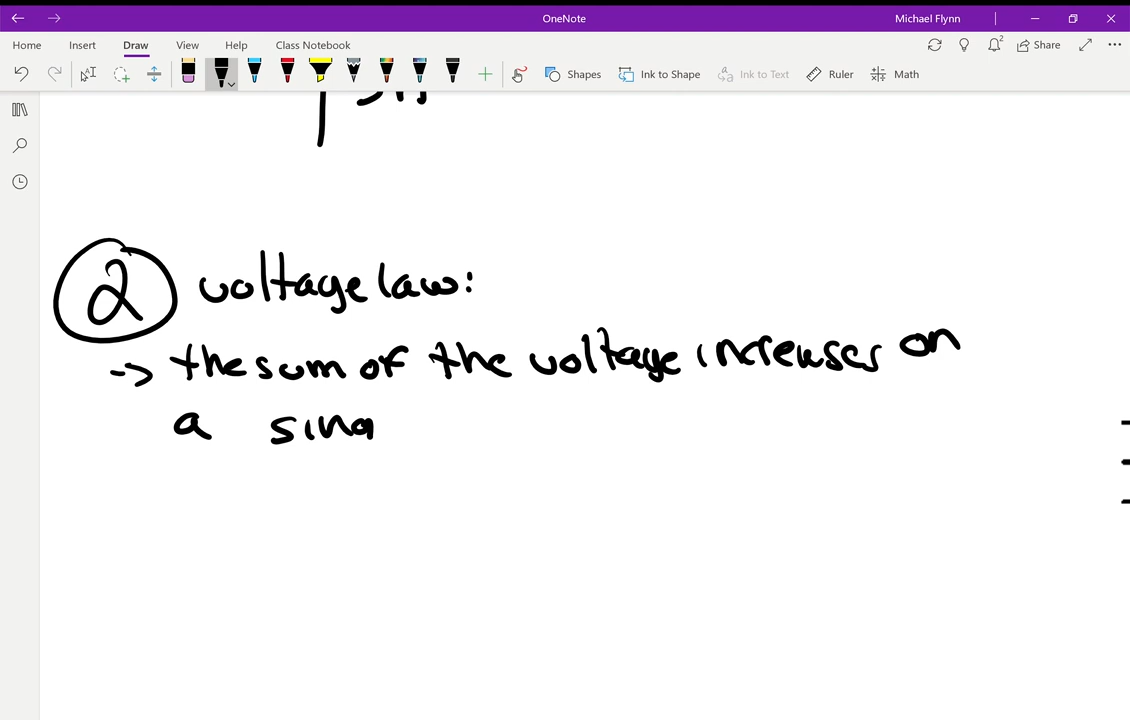 OneNote
Michael Flynn
Home Insert Draw View Help Class Notebook
2 Share
Shapes Ink to Shape Ink to Text Ruler Math
2 voltage law:
-> the sum of the voltage increases on
a sing